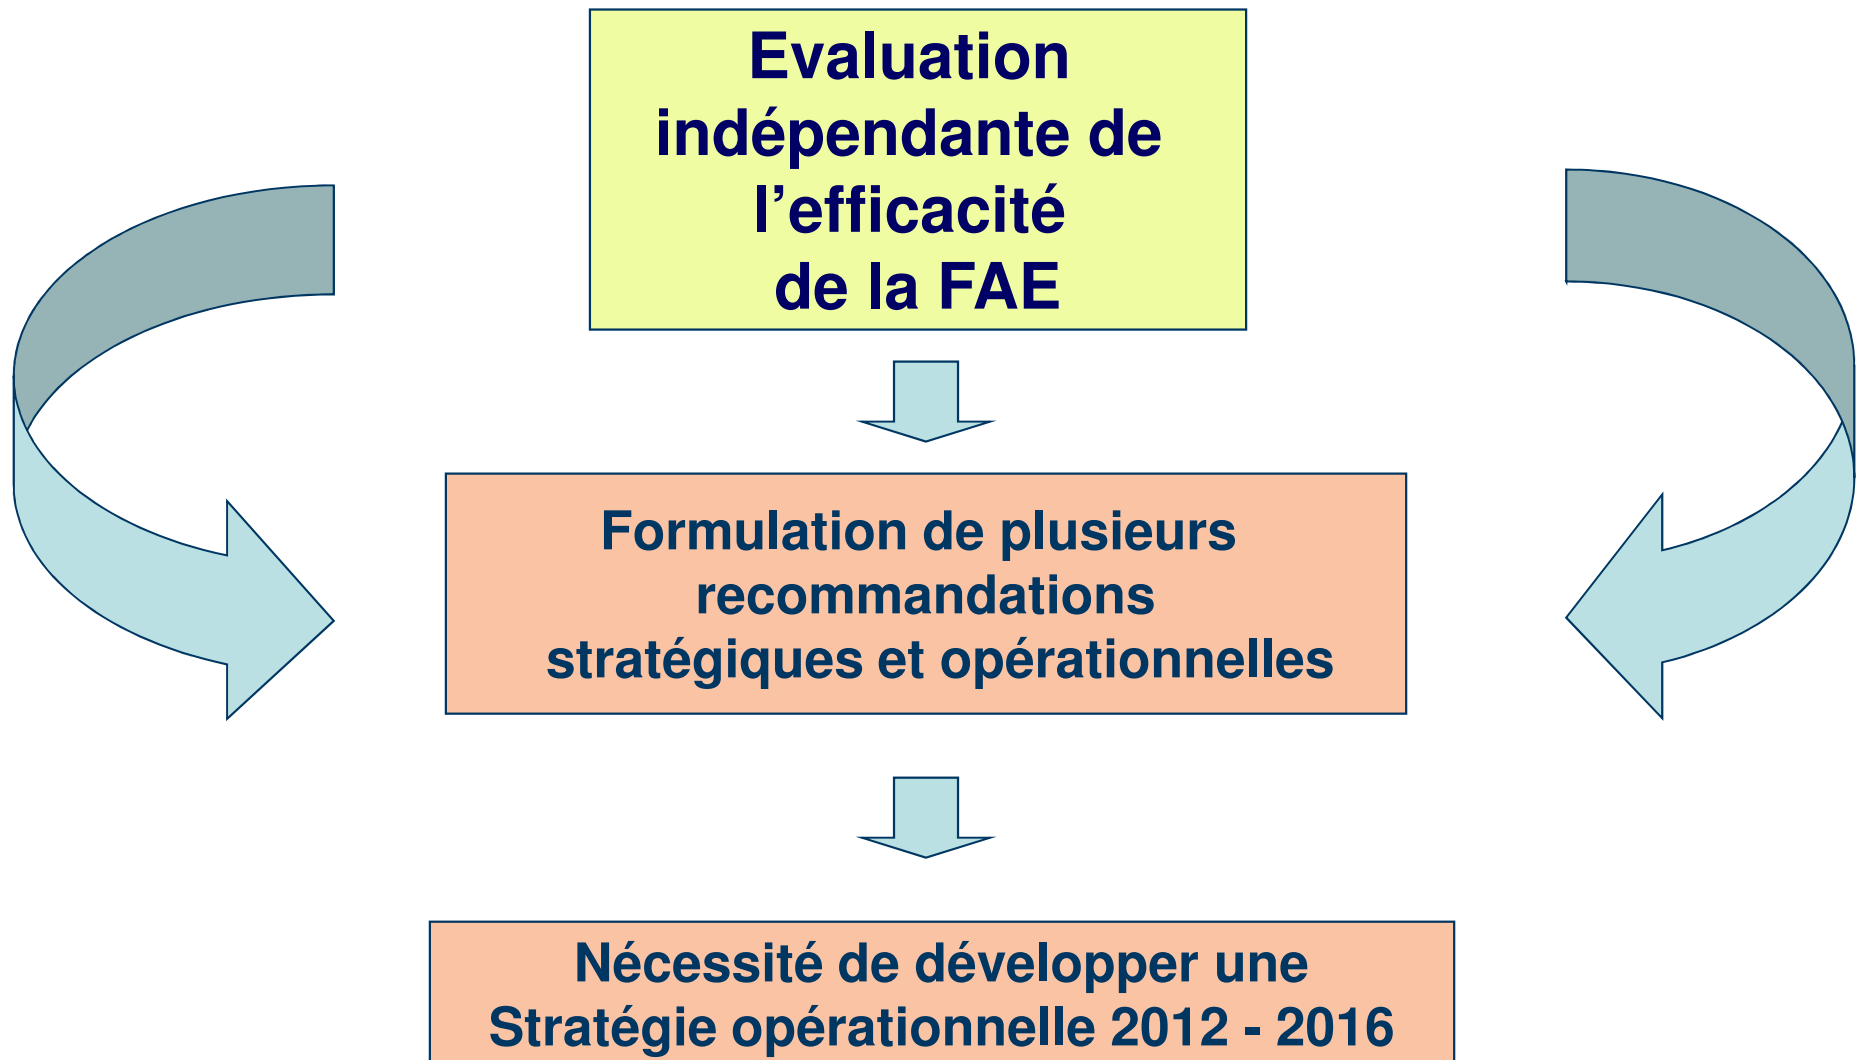 Evaluation
indépendante de
l’efficacité
de la FAE
Formulation de plusieurs
recommandations
stratégiques et opérationnelles
Nécessité de développer une
Stratégie opérationnelle 2012 - 2016